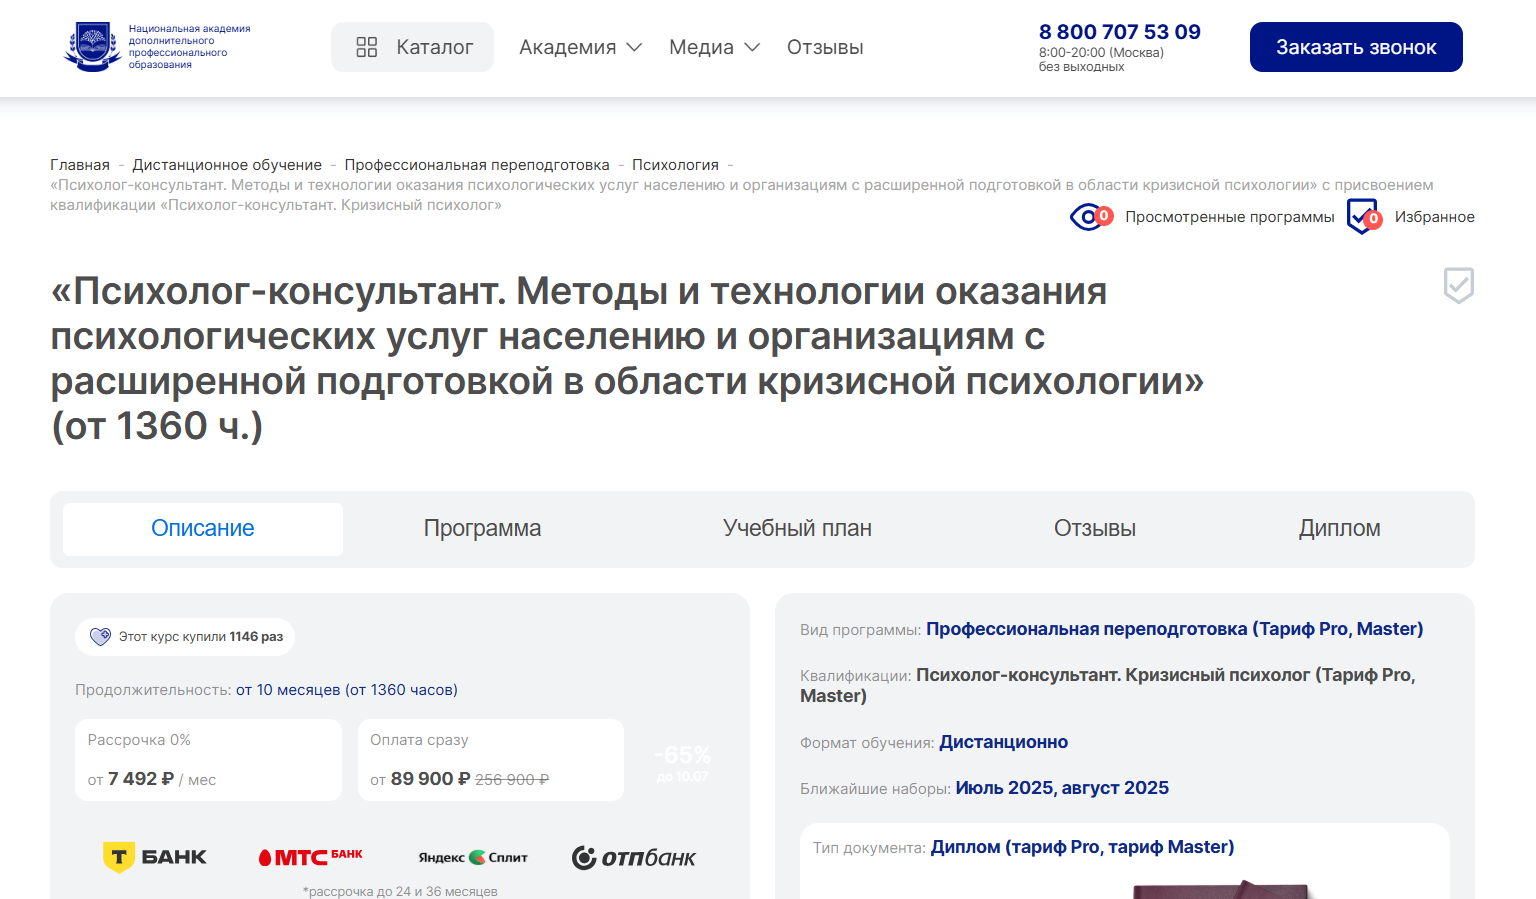 Национальная академия
дополнительного
профессионального
образования
Каталог
Академия
Медиа
Отзывы
8 800 707 53 09
8:00-20:00 (Москва)
без выходных
Заказать звонок
Главная - Дистанционное обучение - Профессиональная переподготовка - Психология -
«Психолог-консультант. Методы и технологии оказания психологических услуг населению и организациям с расширенной подготовкой в области кризисной психологии» с присвоением
квалификации «Психолог-консультант. Кризисный психолог»
0 Просмотренные программы 0 Избранное
«Психолог-консультант. Методы и технологии оказания
психологических услуг населению и организациям с
расширенной подготовкой в области кризисной психологии»
(от 1360 ч.)
Описание
Программа
Учебный план
Отзывы
Диплом
Этот курс купили 1146 раз
Продолжительность: от 10 месяцев (от 1360 часов)
Рассрочка 0%
от 7 492 ₽ / мес
Оплата сразу
от 89 900 ₽ 256 900 ₽
-65%
до 10.07
Т БАНК
МТС БАНК
Яндекс Сплит
отпбанк
*рассрочка до 24 и 36 месяцев
Вид программы: Профессиональная переподготовка (Тариф Pro, Master)
Квалификации: Психолог-консультант. Кризисный психолог (Тариф Pro,
Master)
Формат обучения: Дистанционно
Ближайшие наборы: Июль 2025, август 2025
Тип документа: Диплом (тариф Pro, тариф Master)